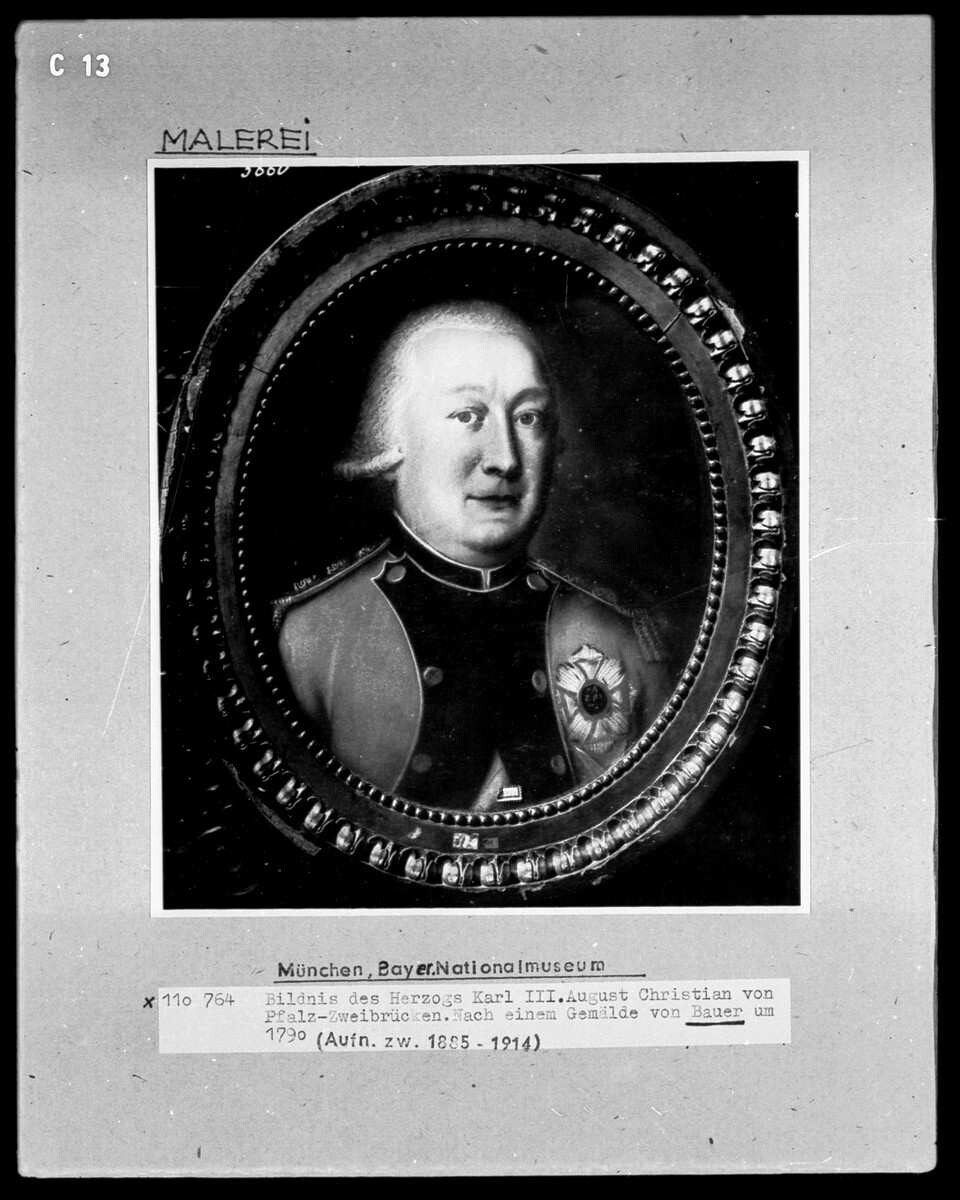 C 13
MALEREI
München, Bayer.Nationalmuseum
x 11o 764 Bildnis des Herzogs Karl III.August Christian von
Pfalz-Zweibrücken.Nach einem Gemälde von Bauer um
179o (Aufn. zw. 1885 - 1914)